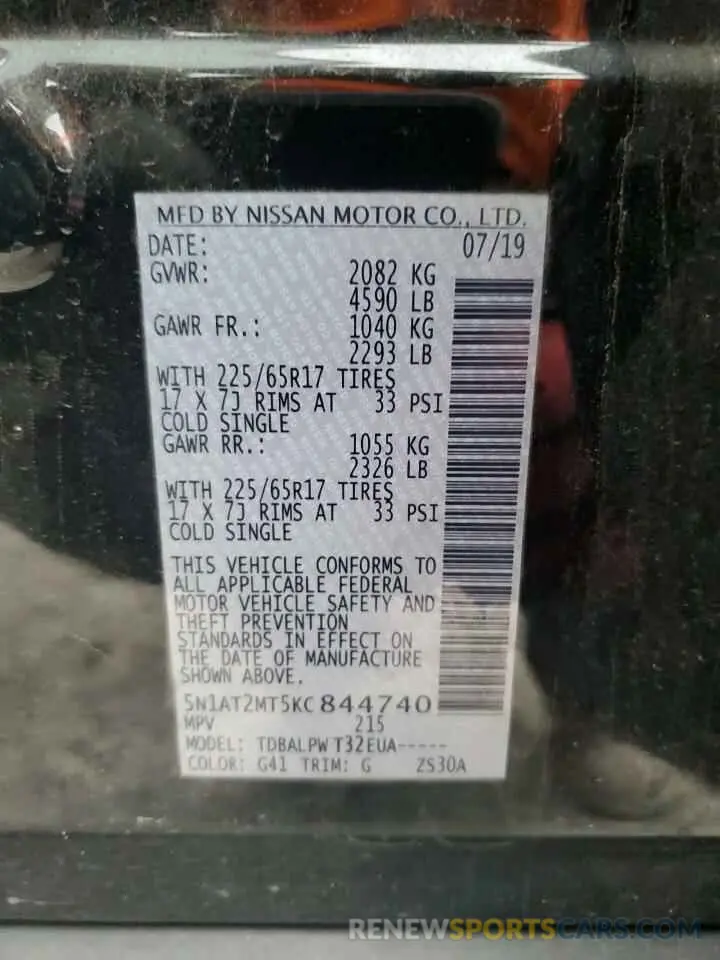 MFD BY NISSAN MOTOR CO., LTD.
DATE: 07/19
GVWR: 2082 KG
4590 LB
GAWR FR.: 1040 KG
2293 LB
WITH 225/65R17 TIRES
17 X 7J RIMS AT 33 PSI
COLD SINGLE
GAWR RR.: 1055 KG
2326 LB
WITH 225/65R17 TIRES
17 X 7J RIMS AT 33 PSI
COLD SINGLE
THIS VEHICLE CONFORMS TO
ALL APPLICABLE FEDERAL
MOTOR VEHICLE SAFETY AND
THEFT PREVENTION
STANDARDS IN EFFECT ON
THE DATE OF MANUFACTURE
SHOWN ABOVE.
5N1AT2MT5KC844740
MPV 215
MODEL: TDBALPW T32EUA-----
COLOR: G41 TRIM: G ZS30A
RENEWSPORTSCARS.COM